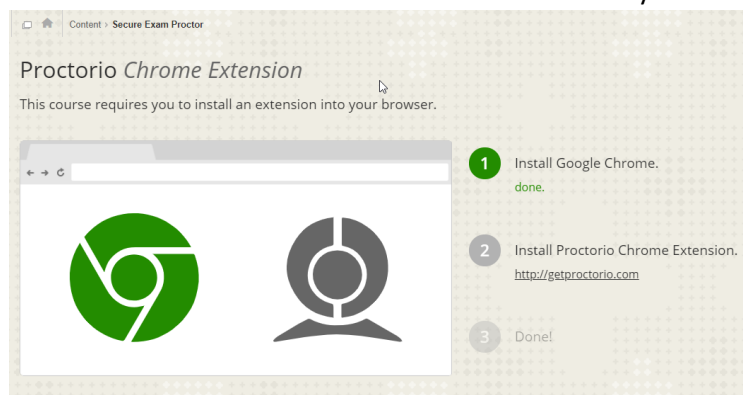 Content › Secure Exam Proctor
Proctorio Chrome Extension
This course requires you to install an extension into your browser.
1 Install Google Chrome.
done.
2 Install Proctorio Chrome Extension.
http://getproctorio.com
3 Done!